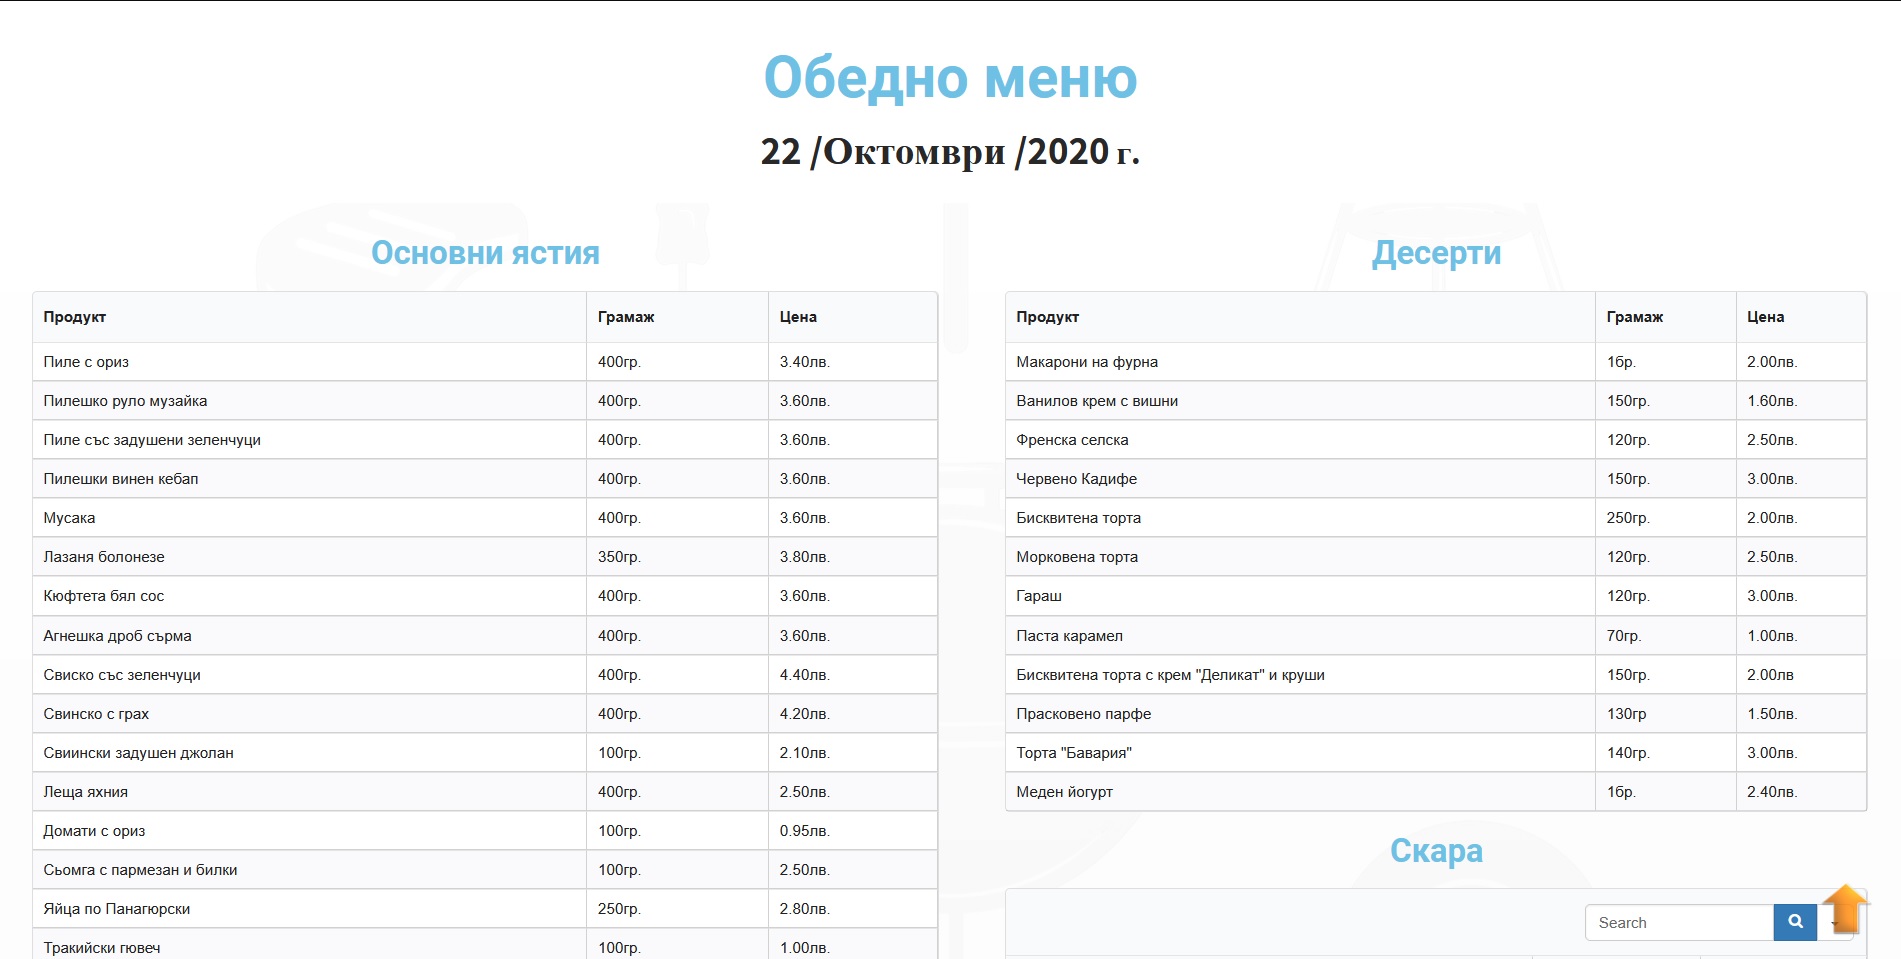 Обедно меню
22 /Октомври /2020 г.
Основни ястия
Продукт Грамаж Цена
Пиле с ориз 400гр. 3.40лв.
Пилешко руло музайка 400гр. 3.60лв.
Пиле със задушени зеленчуци 400гр. 3.60лв.
Пилешки винен кебап 400гр. 3.60лв.
Мусака 400гр. 3.60лв.
Лазаня болонезе 350гр. 3.80лв.
Кюфтета бял сос 400гр. 3.60лв.
Агнешка дроб сърма 400гр. 3.60лв.
Свиско със зеленчуци 400гр. 4.40лв.
Свинско с грах 400гр. 4.20лв.
Свиински задушен джолан 100гр. 2.10лв.
Леща яхния 400гр. 2.50лв.
Домати с ориз 100гр. 0.95лв.
Сьомга с пармезан и билки 100гр. 2.50лв.
Яйца по Панагюрски 250гр. 2.80лв.
Тракийски гювеч 100гр. 1.00лв.
Десерти
Продукт Грамаж Цена
Макарони на фурна 1бр. 2.00лв.
Ванилов крем с вишни 150гр. 1.60лв.
Френска селска 120гр. 2.50лв.
Червено Кадифе 150гр. 3.00лв.
Бисквитена торта 250гр. 2.00лв.
Морковена торта 120гр. 2.50лв.
Гараш 120гр. 3.00лв.
Паста карамел 70гр. 1.00лв.
Бисквитена торта с крем "Деликат" и круши 150гр. 2.00лв
Прасковено парфе 130гр 1.50лв.
Торта "Бавария" 140гр. 3.00лв.
Меден йогурт 1бр. 2.40лв.
Скара
Search